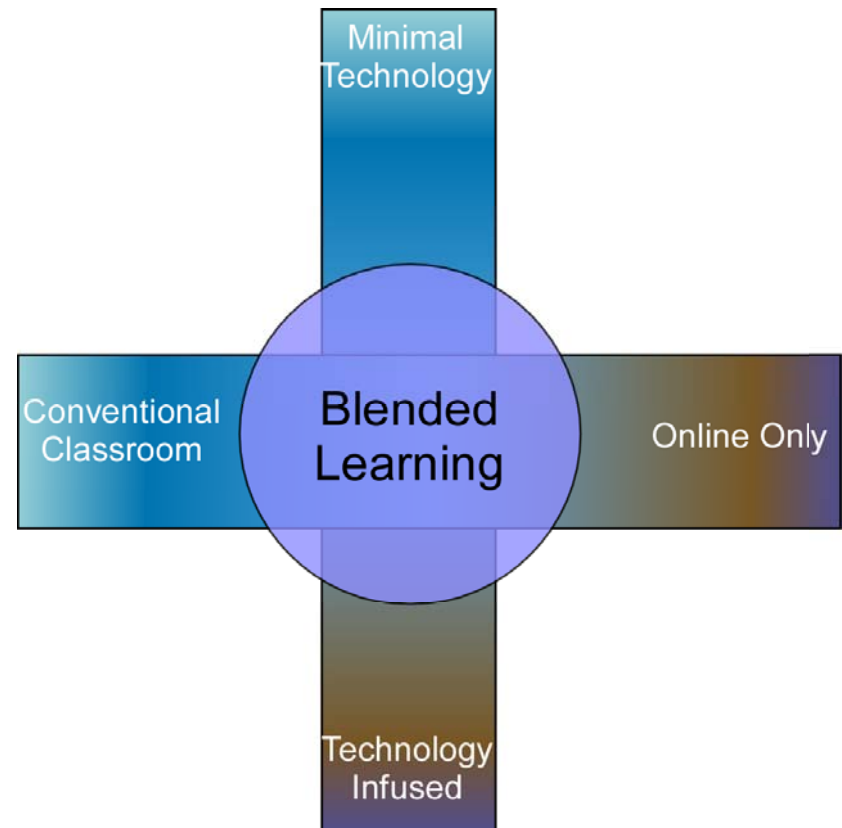 Minimal
Technology
Conventional
Classroom
Blended
Learning
Online Only
Technology
Infused